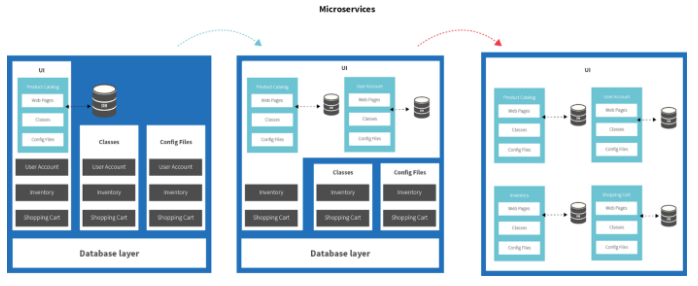 Microservices
UI
Product Catalog
Web Pages
Classes
Config Files
DB
Classes
Config Files
User Account
User Account
User Account
Inventory
Inventory
Inventory
Shopping Cart
Shopping Cart
Shopping Cart
Database layer
UI
Product Catalog
User Account
Web Pages
Web Pages
Classes
Classes
Config Files
Config Files
Classes
Config Files
Inventory
Inventory
Inventory
Shopping Cart
Shopping Cart
Shopping Cart
Database layer
UI
Product Catalog
User Account
Web Pages
Web Pages
Classes
Classes
Config Files
Config Files
Inventory
Shopping Cart
Web Pages
Web Pages
Classes
Classes
Config Files
Config Files